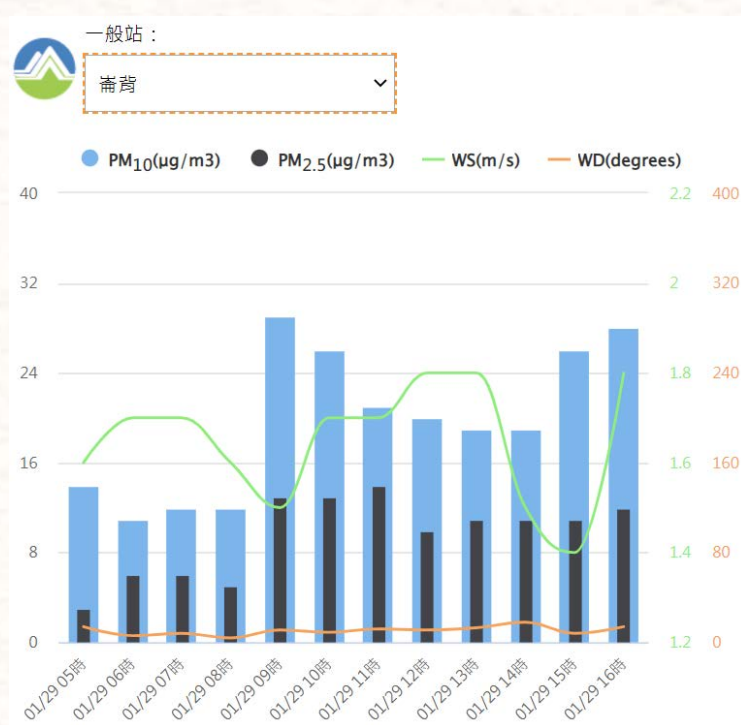 一般站：
崙背
PM10(μg/m3) PM2.5(μg/m3) WS(m/s) WD(degrees)
40 2.2 400
32 2 320
24 1.8 240
16 1.6 160
8 1.4 80
0 1.2 0
01/29 05時 01/29 06時 01/29 07時 01/29 08時 01/29 09時 01/29 10時 01/29 11時 01/29 12時 01/29 13時 01/29 14時 01/29 15時 01/29 16時